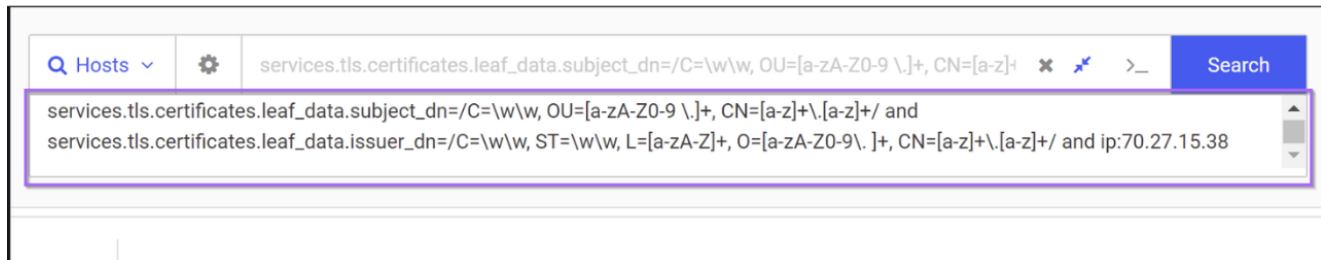 Hosts
services.tls.certificates.leaf_data.subject_dn=/C=\w\w, OU=[a-zA-Z0-9 \.]+, CN=[a-z]+
>_
Search
services.tls.certificates.leaf_data.subject_dn=/C=\w\w, OU=[a-zA-Z0-9 \.]+, CN=[a-z]+\.[a-z]+/ and
services.tls.certificates.leaf_data.issuer_dn=/C=\w\w, ST=\w\w, L=[a-zA-Z]+, O=[a-zA-Z0-9\. ]+, CN=[a-z]+\.[a-z]+/ and ip:70.27.15.38